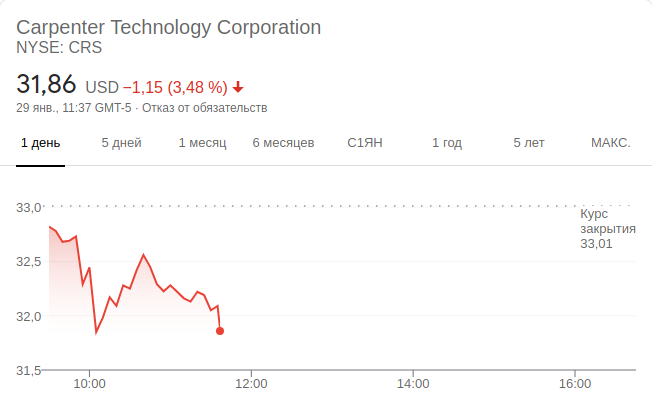 Carpenter Technology Corporation
NYSE: CRS
31,86 USD −1,15 (3,48 %)
29 янв., 11:37 GMT-5 · Отказ от обязательств
1 день 5 дней 1 месяц 6 месяцев С1ЯН 1 год 5 лет МАКС.
33,0
Курс
закрытия
33,01
32,5
32,0
31,5
10:00 12:00 14:00 16:00